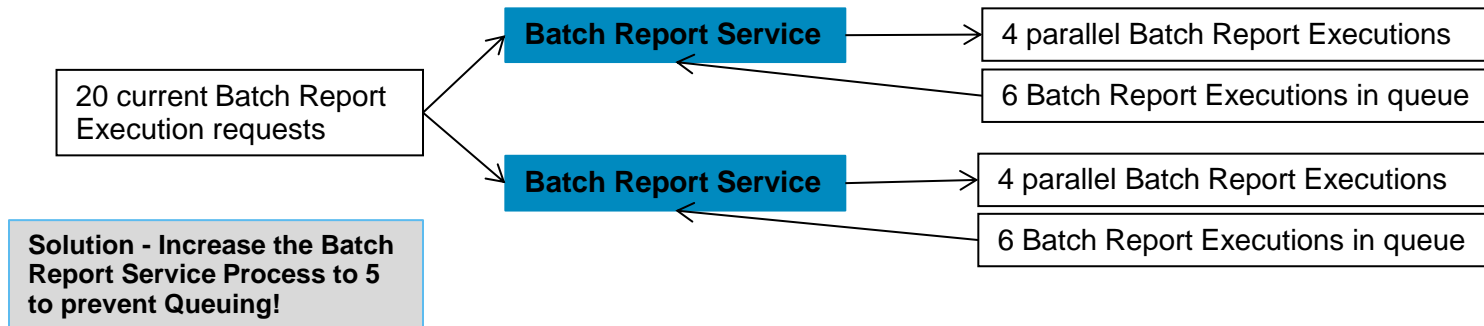 Batch Report Service
4 parallel Batch Report Executions
20 current Batch Report
Execution requests
6 Batch Report Executions in queue
Batch Report Service
4 parallel Batch Report Executions
6 Batch Report Executions in queue
Solution - Increase the Batch
Report Service Process to 5
to prevent Queuing!